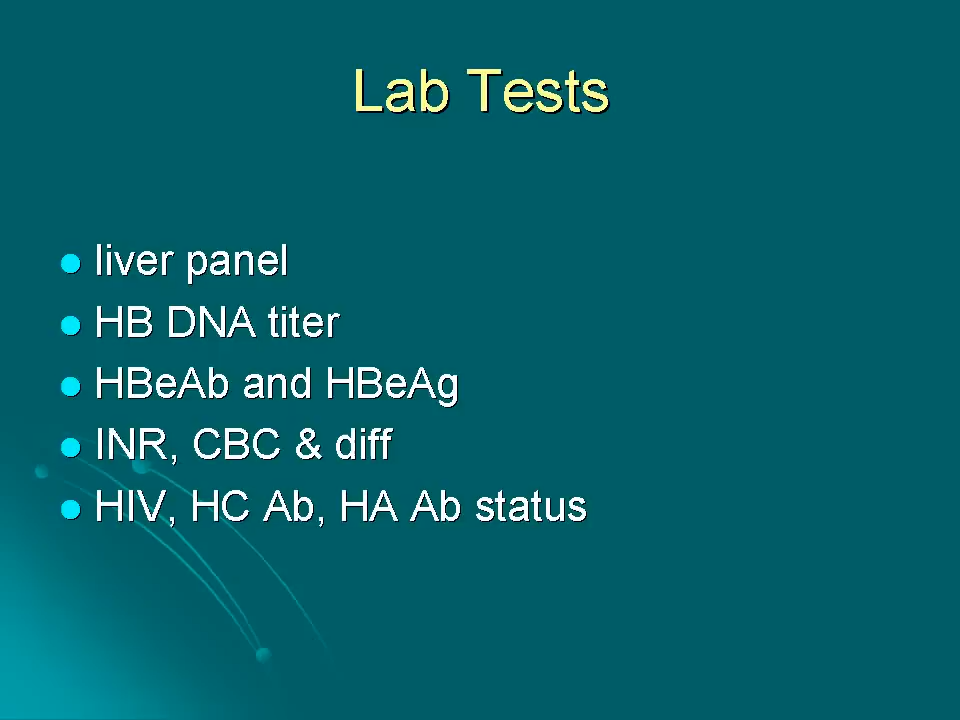 Lab Tests
liver panel
HB DNA titer
HBeAb and HBeAg
INR, CBC & diff
HIV, HC Ab, HA Ab status